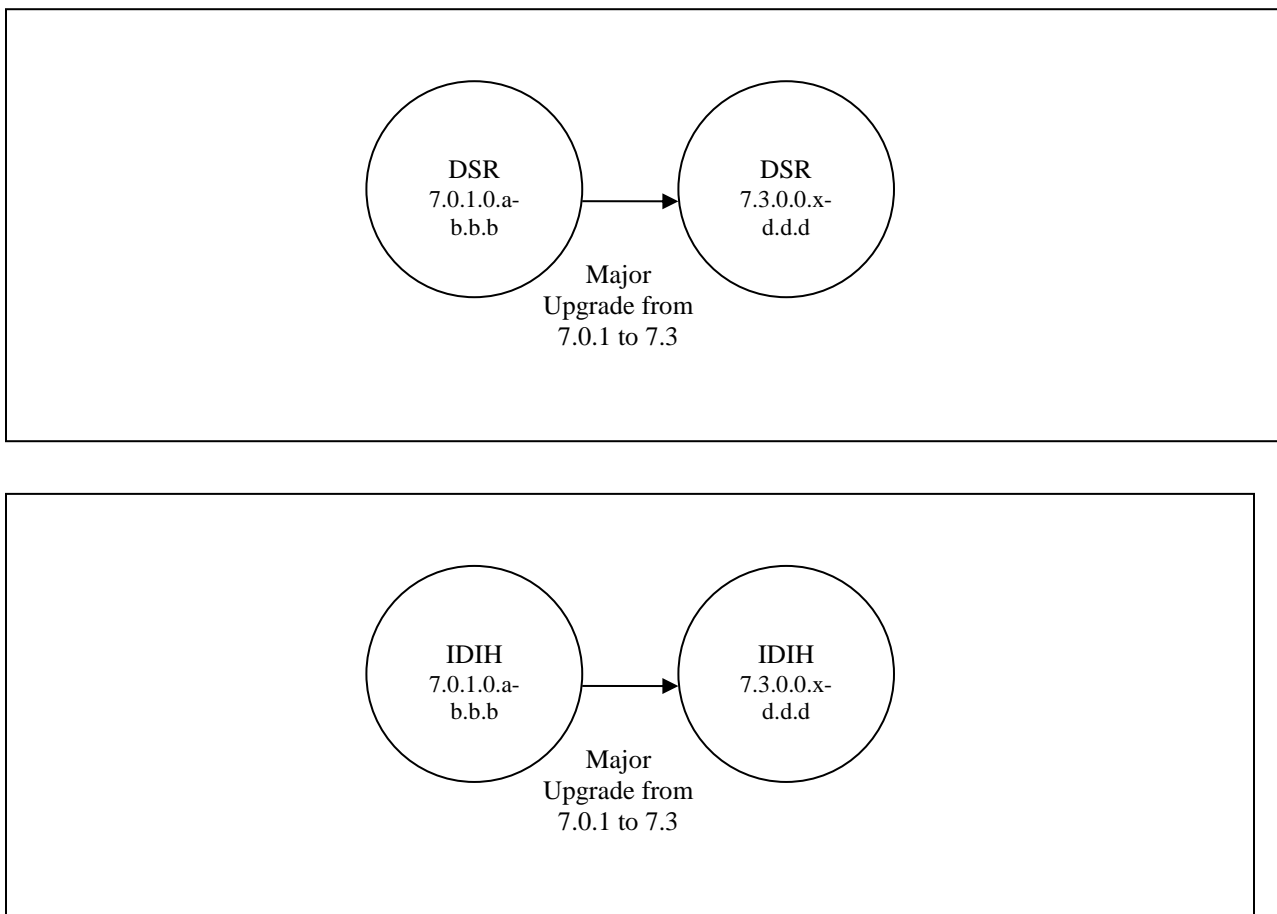 DSR
7.0.1.0.a-
b.b.b
DSR
7.3.0.0.x-
d.d.d
Major
Upgrade from
7.0.1 to 7.3
IDIH
7.0.1.0.a-
b.b.b
IDIH
7.3.0.0.x-
d.d.d
Major
Upgrade from
7.0.1 to 7.3